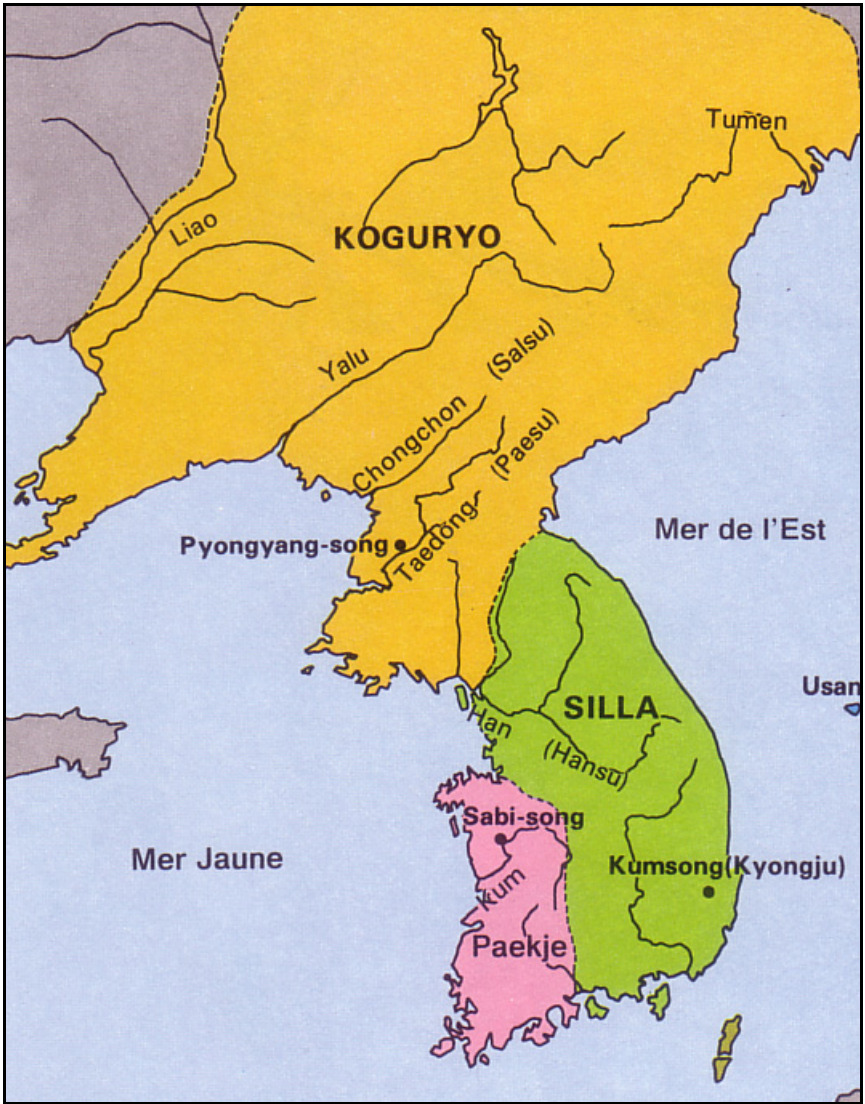 Tumen
Liao
KOGURYO
Yalu
(Salsu)
Chongchon
(Paesu)
Taedong
Pyongyang-song
Mer de l'Est
Usan
SILLA
Han
(Hansu)
Sabi-song
Mer Jaune
Kumsong(Kyongju)
Kum
Paekje